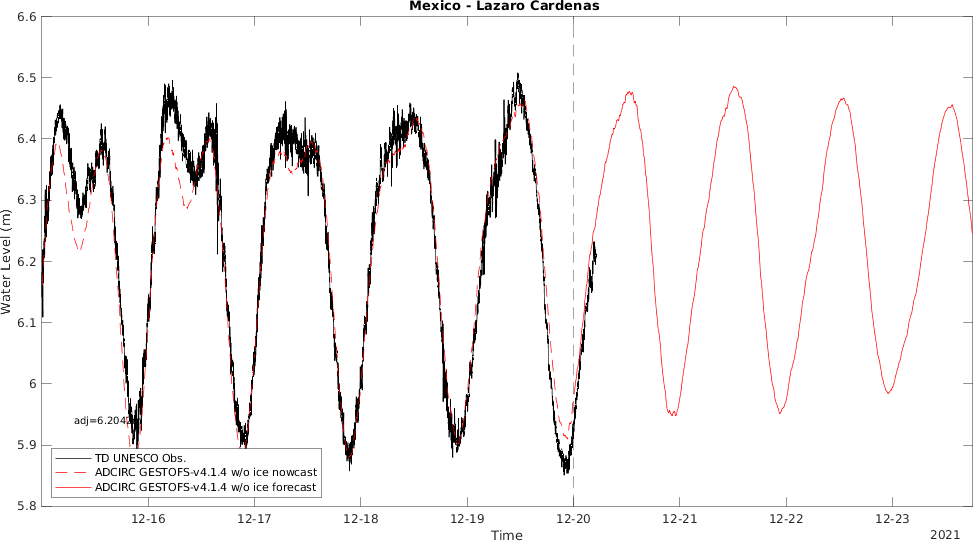 Mexico - Lazaro Cardenas
6.6
6.5
6.4
6.3
6.2
6.1
6
5.9
5.8
Water Level (m)
adj=6.204
TD UNESCO Obs.
ADCIRC GESTOFS-v4.1.4 w/o ice nowcast
ADCIRC GESTOFS-v4.1.4 w/o ice forecast
12-16
12-17
12-18
12-19
12-20
12-21
12-22
12-23
Time
2021